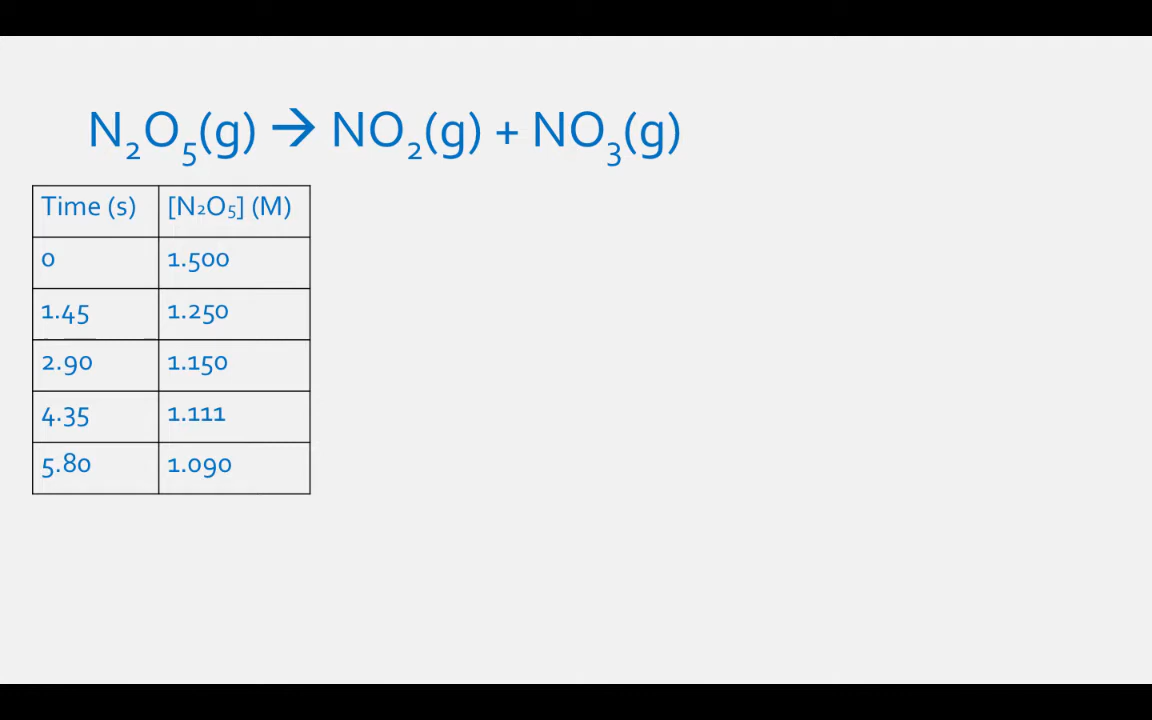 N₂O₅(g) → NO₂(g) + NO₃(g)
Time (s) [N₂O₅] (M)
0 1.500
1.45 1.250
2.90 1.150
4.35 1.111
5.80 1.090